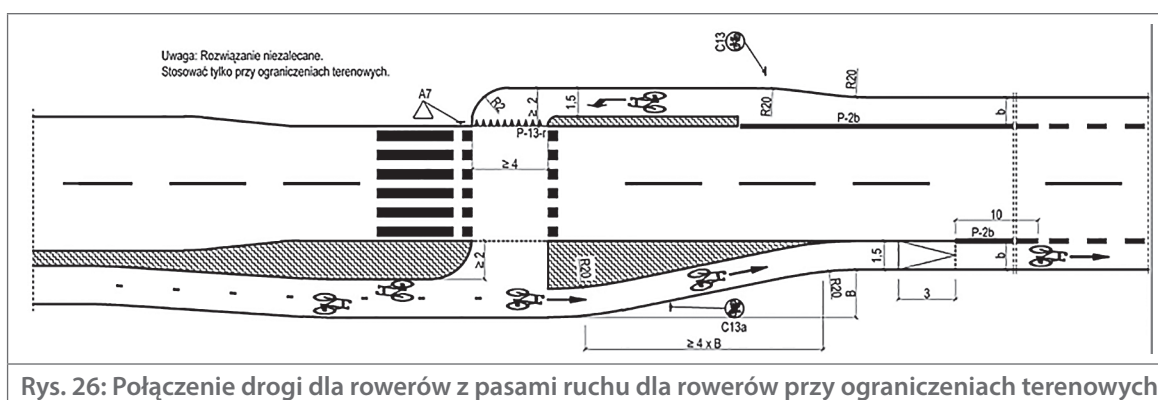 Uwaga: Rozwiązanie niezalecane.
Stosować tylko przy ograniczeniach terenowych.
C13
A7
R2
≥ 2
1.5
R20
R20
P-13-r
P-2b
b
≥ 4
10
P-2b
≥ 2
R20
1.5
b
R20
B
3
C13a
≥ 4 x B
Rys. 26: Połączenie drogi dla rowerów z pasami ruchu dla rowerów przy ograniczeniach terenowych